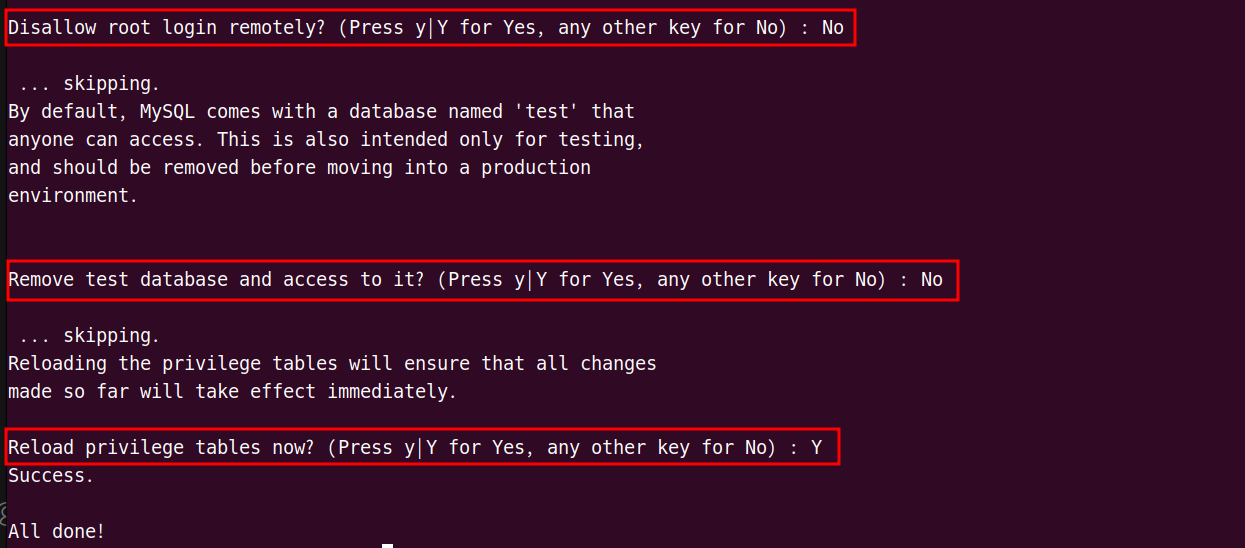 Disallow root login remotely? (Press y|Y for Yes, any other key for No) : No
... skipping.
By default, MySQL comes with a database named 'test' that
anyone can access. This is also intended only for testing,
and should be removed before moving into a production
environment.
Remove test database and access to it? (Press y|Y for Yes, any other key for No) : No
... skipping.
Reloading the privilege tables will ensure that all changes
made so far will take effect immediately.
Reload privilege tables now? (Press y|Y for Yes, any other key for No) : Y
Success.
All done!